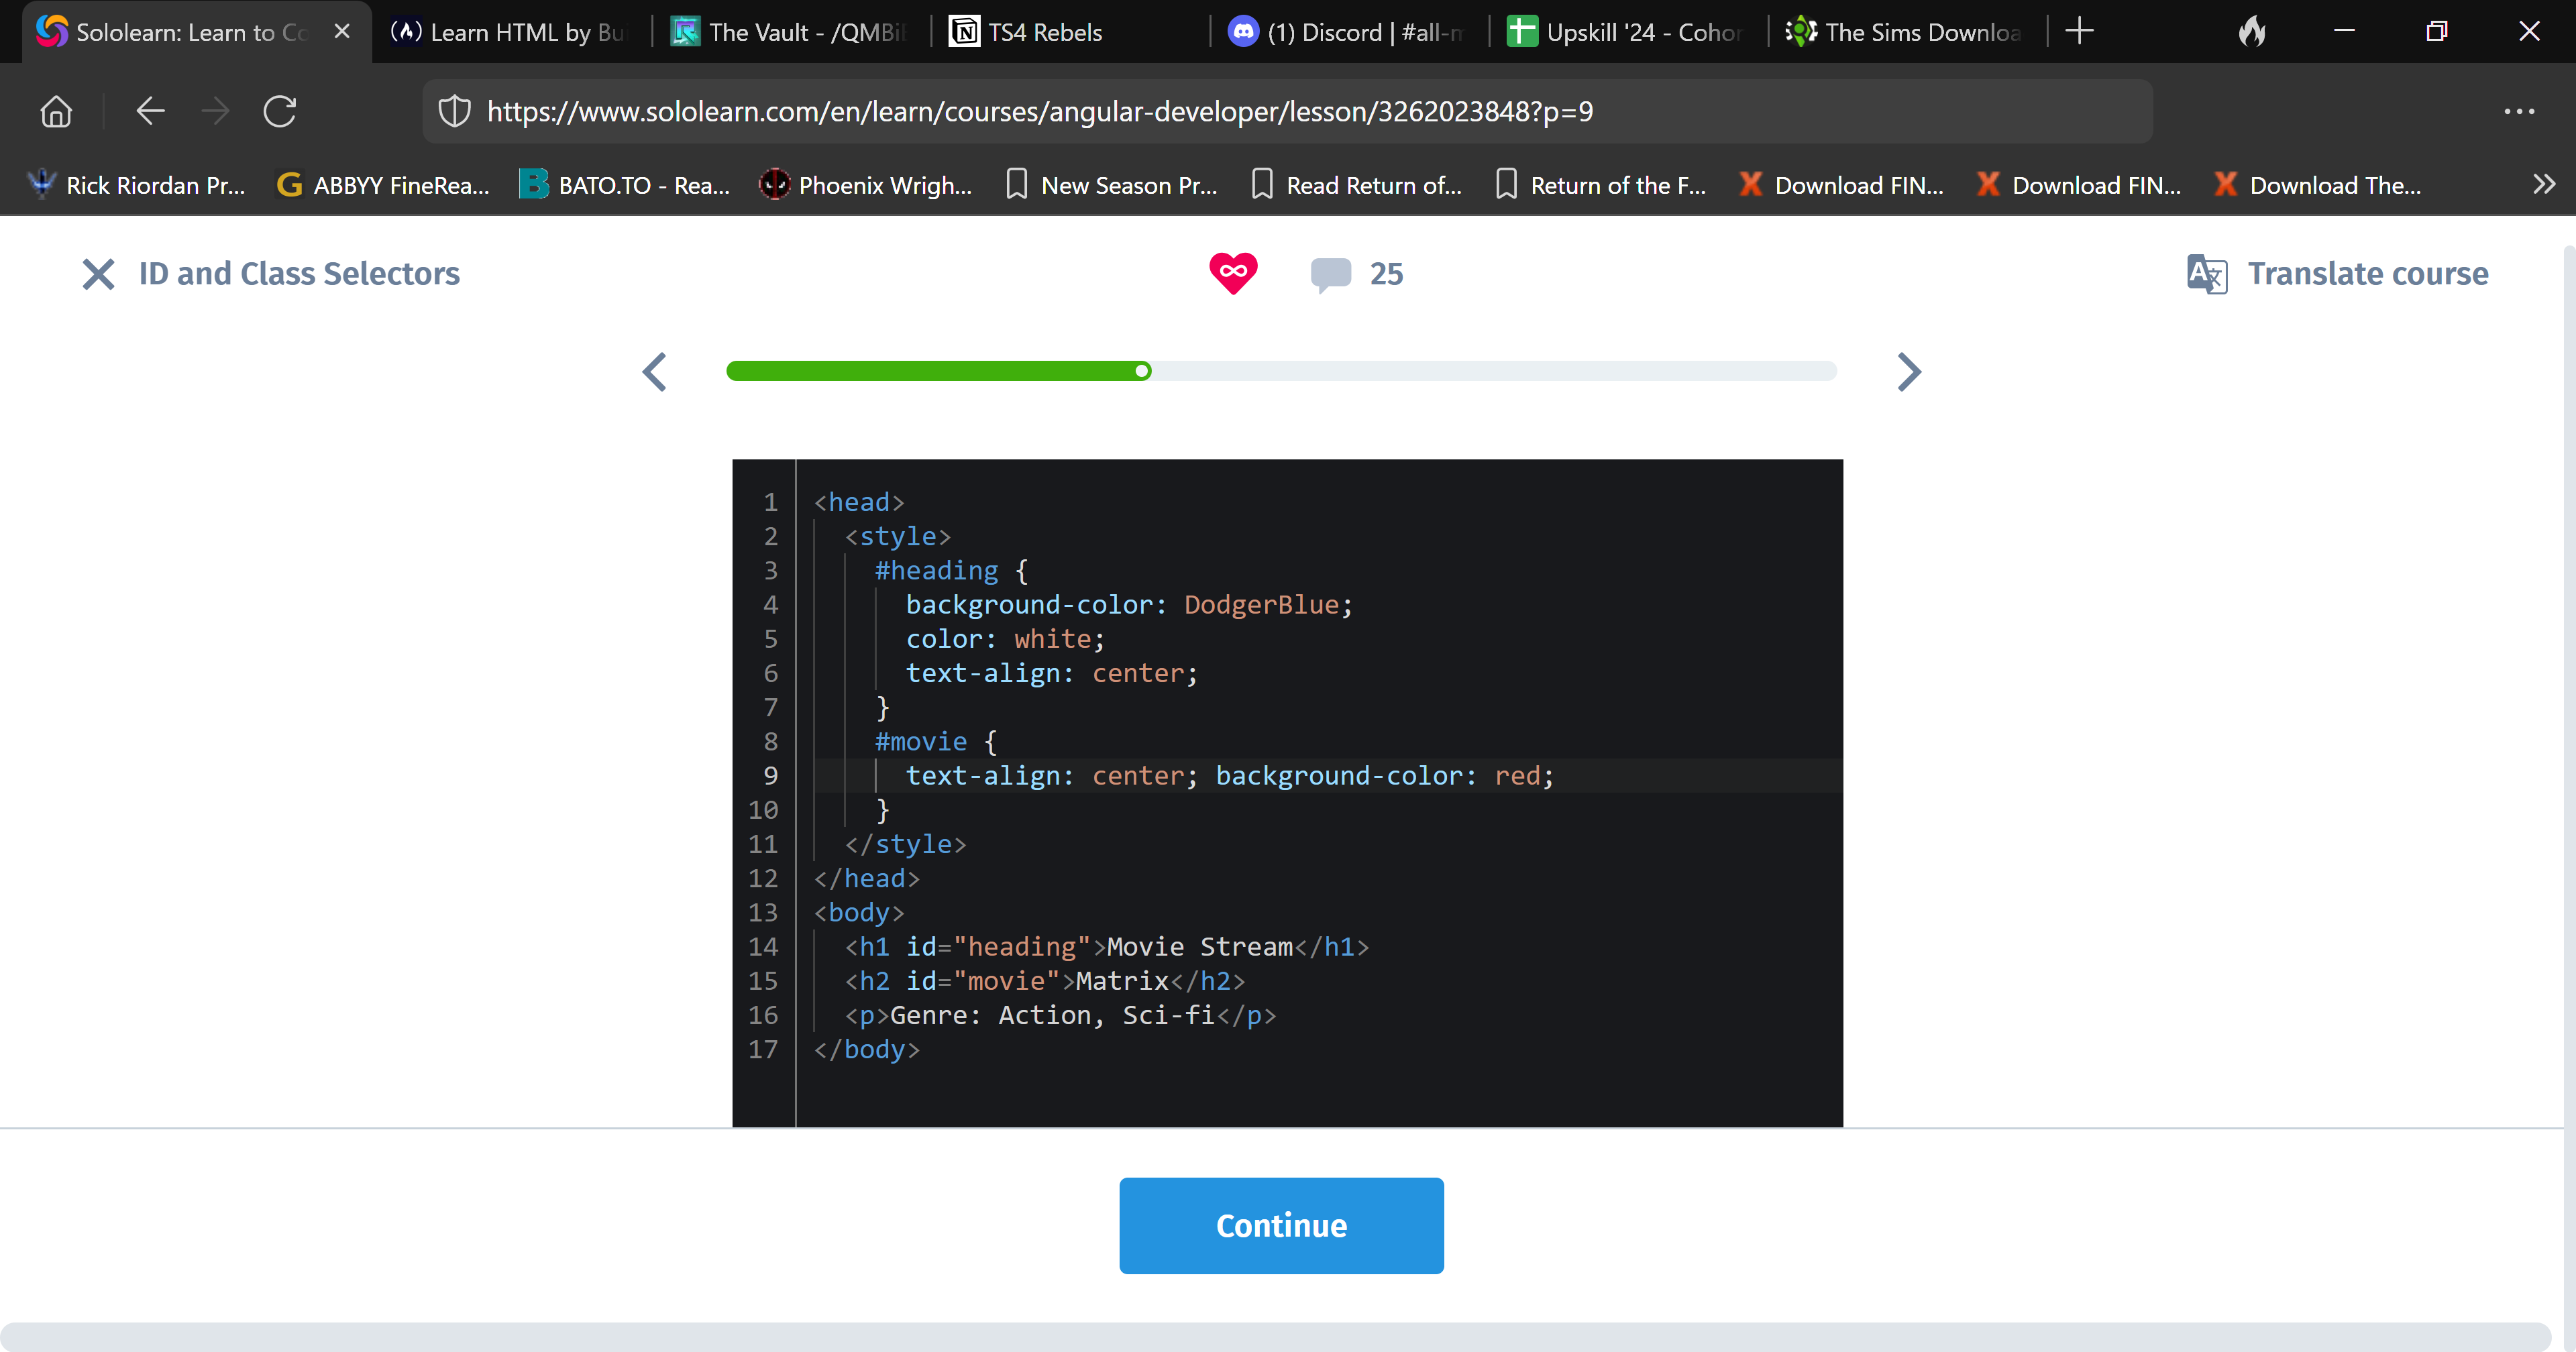 Sololearn: Learn to Co
Learn HTML by Bui
The Vault - /QMBi
TS4 Rebels
(1) Discord | #all-m
Upskill '24 - Cohor
The Sims Downloa
https://www.sololearn.com/en/learn/courses/angular-developer/lesson/3262023848?p=9
Rick Riordan Pr...
ABBYY FineRea...
BATO.TO - Rea...
Phoenix Wrigh...
New Season Pr...
Read Return of...
Return of the F...
Download FIN...
Download FIN...
Download The...
ID and Class Selectors
25
Translate course
1 <head>
2 <style>
3 #heading {
4 background-color: DodgerBlue;
5 color: white;
6 text-align: center;
7 }
8 #movie {
9 text-align: center; background-color: red;
10 }
11 </style>
12 </head>
13 <body>
14 <h1 id="heading">Movie Stream</h1>
15 <h2 id="movie">Matrix</h2>
16 <p>Genre: Action, Sci-fi</p>
17 </body>
Continue